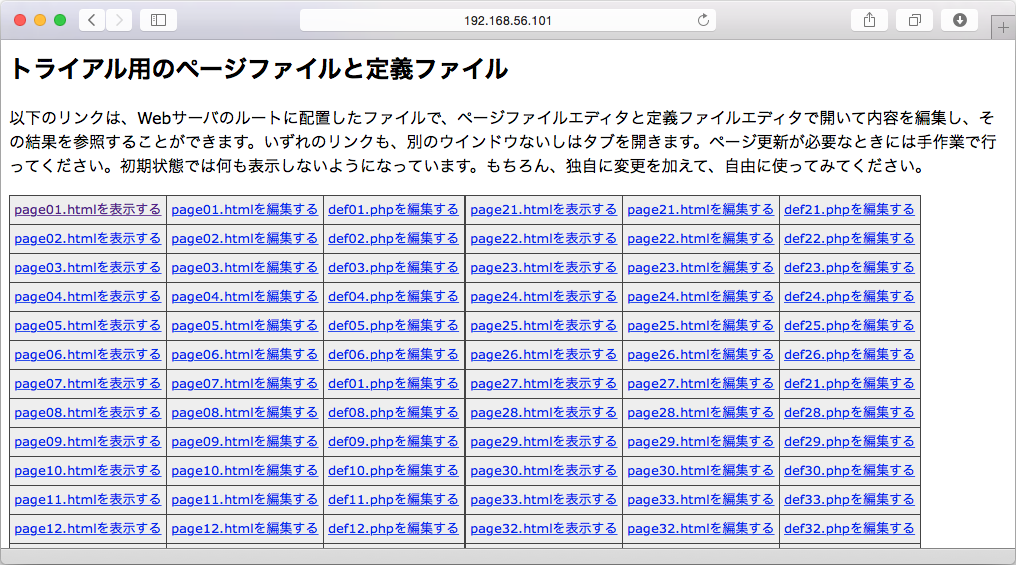 192.168.56.101
トライアル用のページファイルと定義ファイル
以下のリンクは、Webサーバのルートに配置したファイルで、ページファイルエディタと定義ファイルエディタで開いて内容を編集し、そ
の結果を参照することができます。いずれのリンクも、別のウインドウないしはタブを開きます。ページ更新が必要なときには手作業で行
ってください。初期状態では何も表示しないようになっています。もちろん、独自に変更を加えて、自由に使ってみてください。
page01.htmlを表示する page01.htmlを編集する def01.phpを編集する page21.htmlを表示する page21.htmlを編集する def21.phpを編集する
page02.htmlを表示する page02.htmlを編集する def02.phpを編集する page22.htmlを表示する page22.htmlを編集する def22.phpを編集する
page03.htmlを表示する page03.htmlを編集する def03.phpを編集する page23.htmlを表示する page23.htmlを編集する def23.phpを編集する
page04.htmlを表示する page04.htmlを編集する def04.phpを編集する page24.htmlを表示する page24.htmlを編集する def24.phpを編集する
page05.htmlを表示する page05.htmlを編集する def05.phpを編集する page25.htmlを表示する page25.htmlを編集する def25.phpを編集する
page06.htmlを表示する page06.htmlを編集する def06.phpを編集する page26.htmlを表示する page26.htmlを編集する def26.phpを編集する
page07.htmlを表示する page07.htmlを編集する def01.phpを編集する page27.htmlを表示する page27.htmlを編集する def21.phpを編集する
page08.htmlを表示する page08.htmlを編集する def08.phpを編集する page28.htmlを表示する page28.htmlを編集する def28.phpを編集する
page09.htmlを表示する page09.htmlを編集する def09.phpを編集する page29.htmlを表示する page29.htmlを編集する def29.phpを編集する
page10.htmlを表示する page10.htmlを編集する def10.phpを編集する page30.htmlを表示する page30.htmlを編集する def30.phpを編集する
page11.htmlを表示する page11.htmlを編集する def11.phpを編集する page33.htmlを表示する page33.htmlを編集する def33.phpを編集する
page12.htmlを表示する page12.htmlを編集する def12.phpを編集する page32.htmlを表示する page32.htmlを編集する def32.phpを編集する